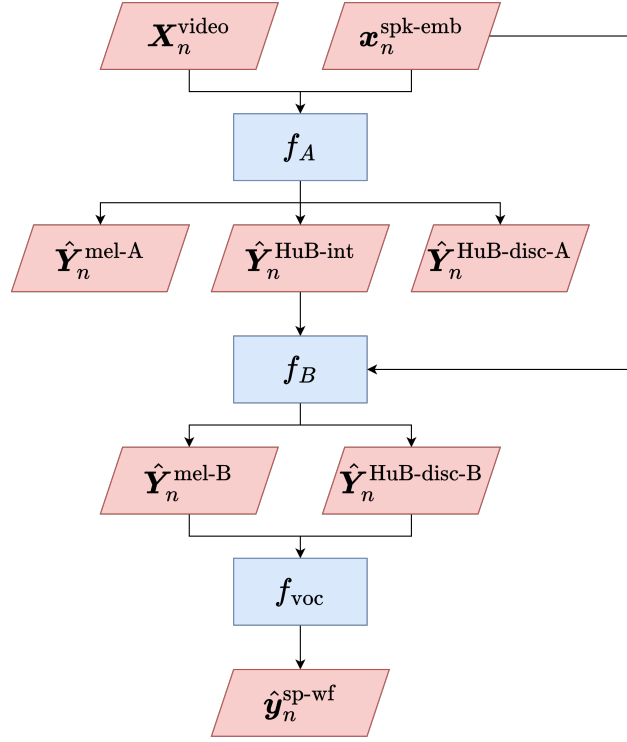 X_n^video x_n^spk-emb
f_A
Ŷ_n^mel-A Ŷ_n^HuB-int Ŷ_n^HuB-disc-A
f_B
Ŷ_n^mel-B Ŷ_n^HuB-disc-B
f_voc
ŷ_n^sp-wf